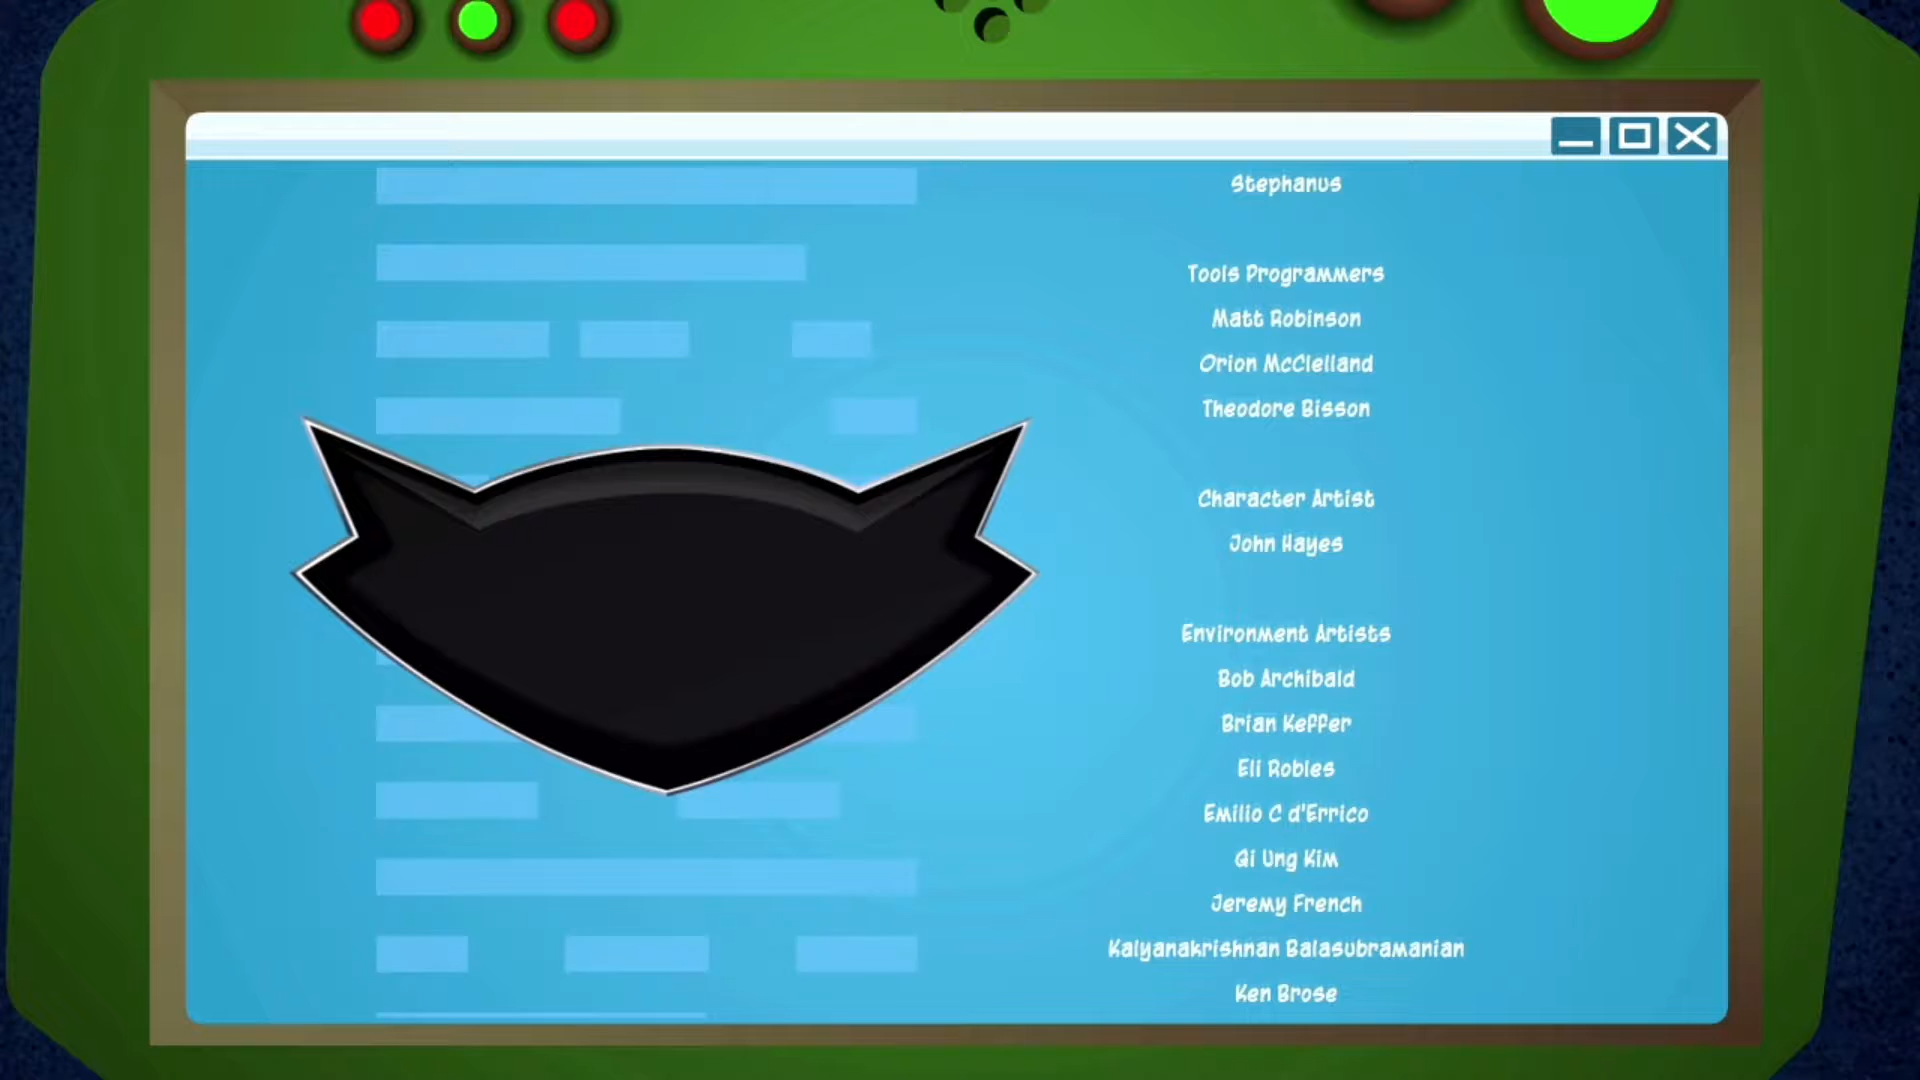 Stephanus
Tools Programmers
Matt Robinson
Orion McClelland
Theodore Bisson
Character Artist
John Hayes
Environment Artists
Bob Archibald
Brian Keffer
Eli Robles
Emilio C d'Errico
Gi Ung Kim
Jeremy French
Kalyanakrishnan Balasubramanian
Ken Brose